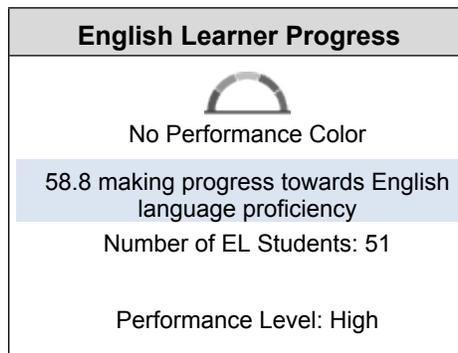 English Learner Progress
No Performance Color
58.8 making progress towards English
language proficiency
Number of EL Students: 51
Performance Level: High